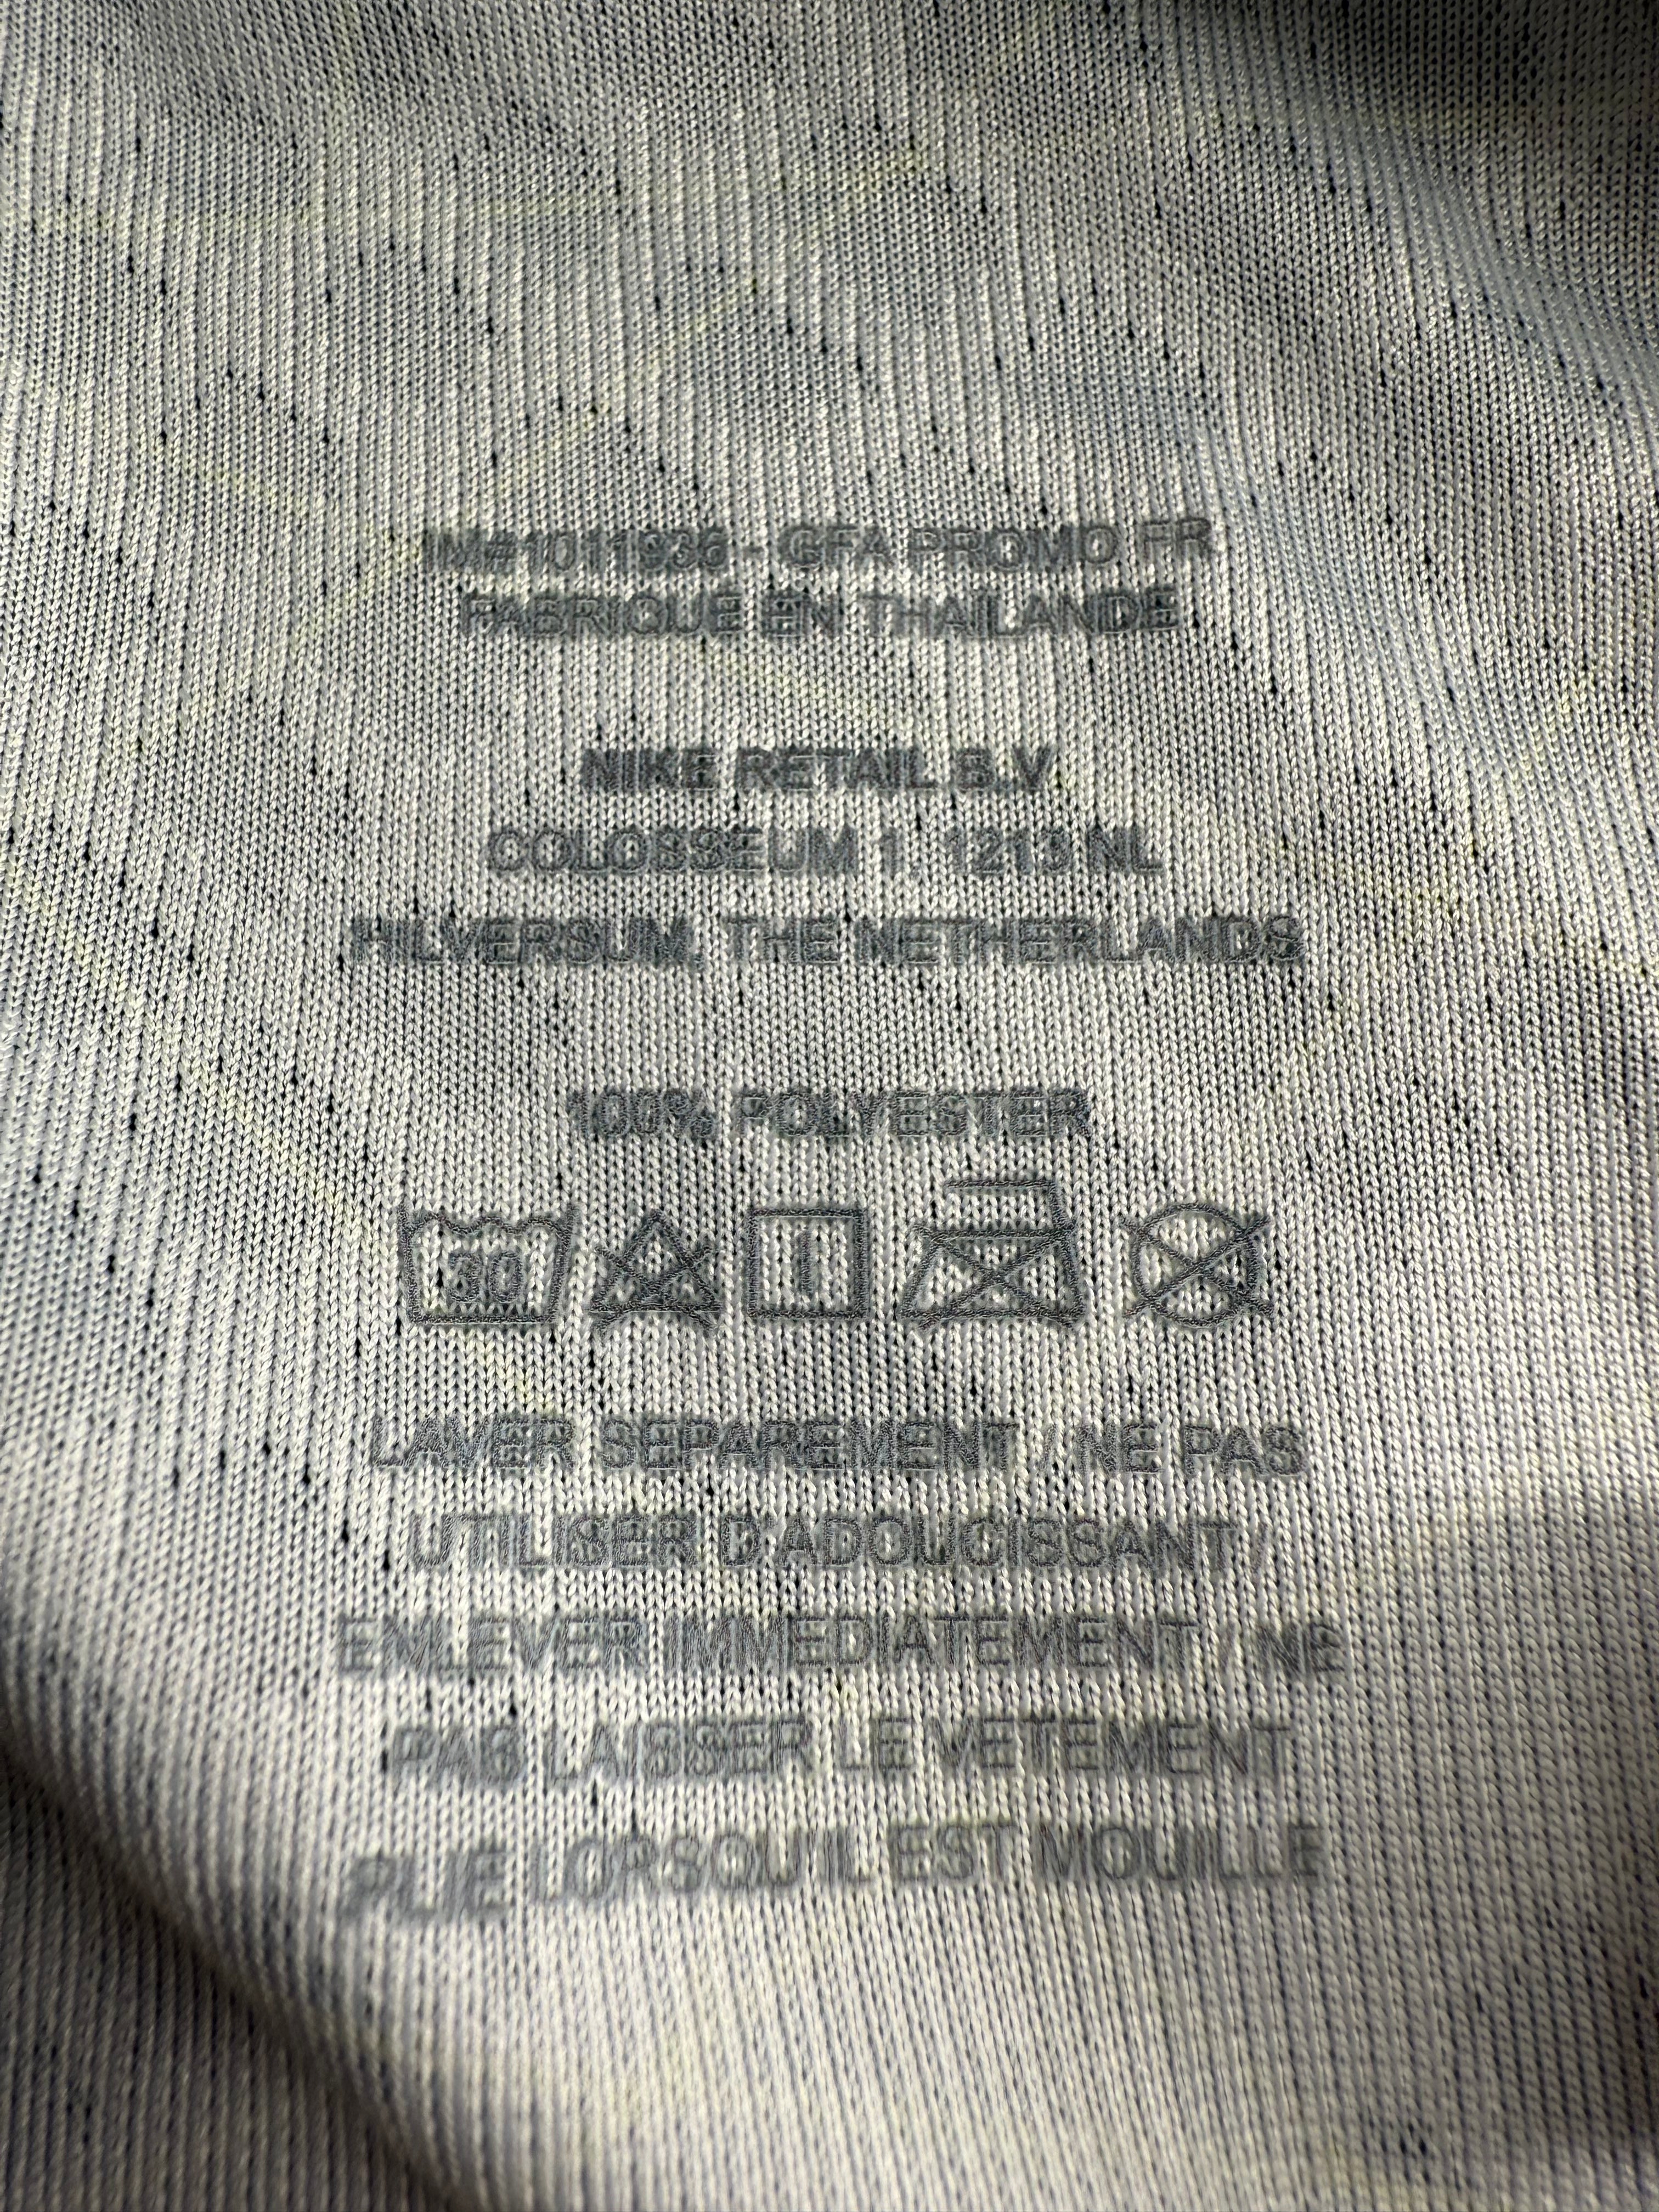 IM#1011936 - GFA PROMO FR
FABRIQUE EN THAILANDE
NIKE RETAIL B.V
COLOSSEUM 1, 1213 NL
HILVERSUM, THE NETHERLANDS
100% POLYESTER
30
LAVER SEPAREMENT / NE PAS
UTILISER D'ADOUCISSANT /
ENLEVER IMMEDIATEMENT / NE
PAS LAISSER LE VETEMENT
PLIE LORSQU'IL EST MOUILLE